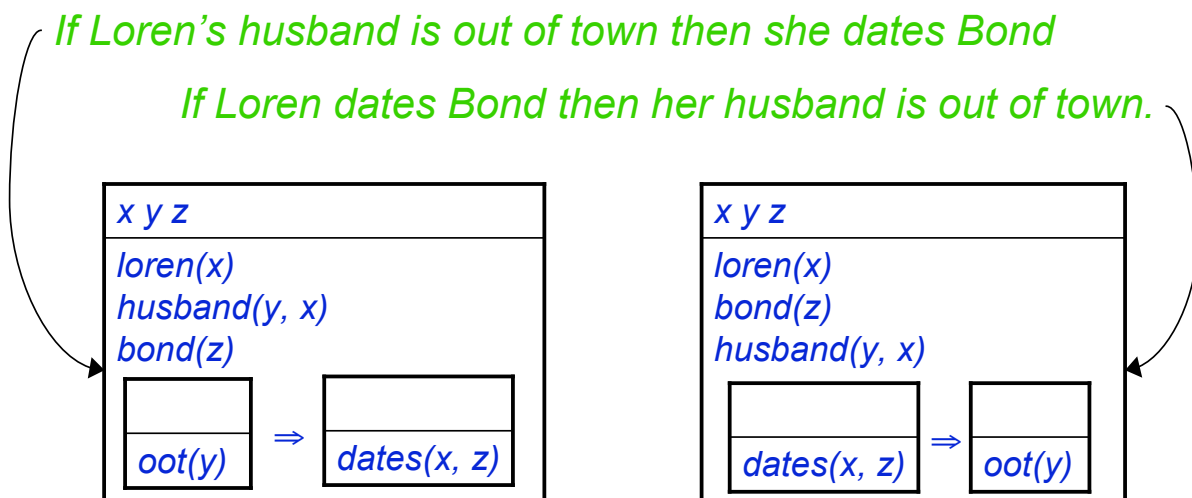 If Loren's husband is out of town then she dates Bond
If Loren dates Bond then her husband is out of town.
x y z
loren(x)
husband(y, x)
bond(z)
oot(y) ⇒ dates(x, z)
x y z
loren(x)
bond(z)
husband(y, x)
dates(x, z) ⇒ oot(y)